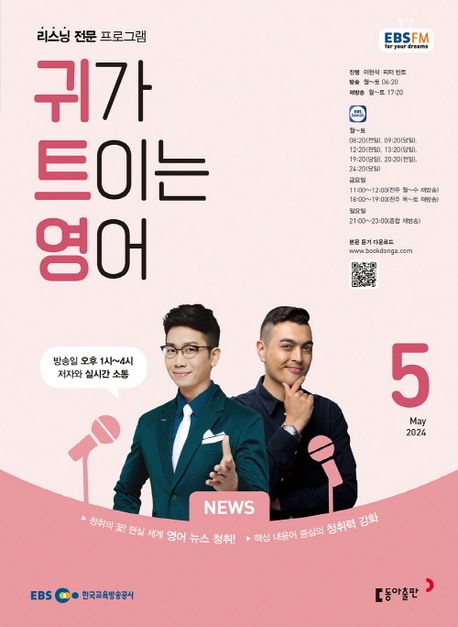 리스닝 전문 프로그램
EBS FM
for your dreams
귀가
트이는
영어
진행 이현석·피터 빈트
방송 월~토 06:20
재방송 월~토 17:20
월~토
08:20(전일), 09:20(당일),
12:20(전일), 13:20(당일),
19:20(당일), 20:20(전일),
24:20(당일)
금요일
11:00~12:00(전주 월~수 재방송)
18:00~19:00(전주 목~토 재방송)
일요일
21:00~23:00(종합 재방송)
본문 듣기 다운로드
www.bookdonga.com
방송일 오후 1시~4시
저자와 실시간 소통
5
May
2024
NEWS
▶ 청취의 꽃! 현실 세계 영어 뉴스 청취!
▶ 핵심 내용어 중심의 청취력 강화
EBS 한국교육방송공사
동아출판